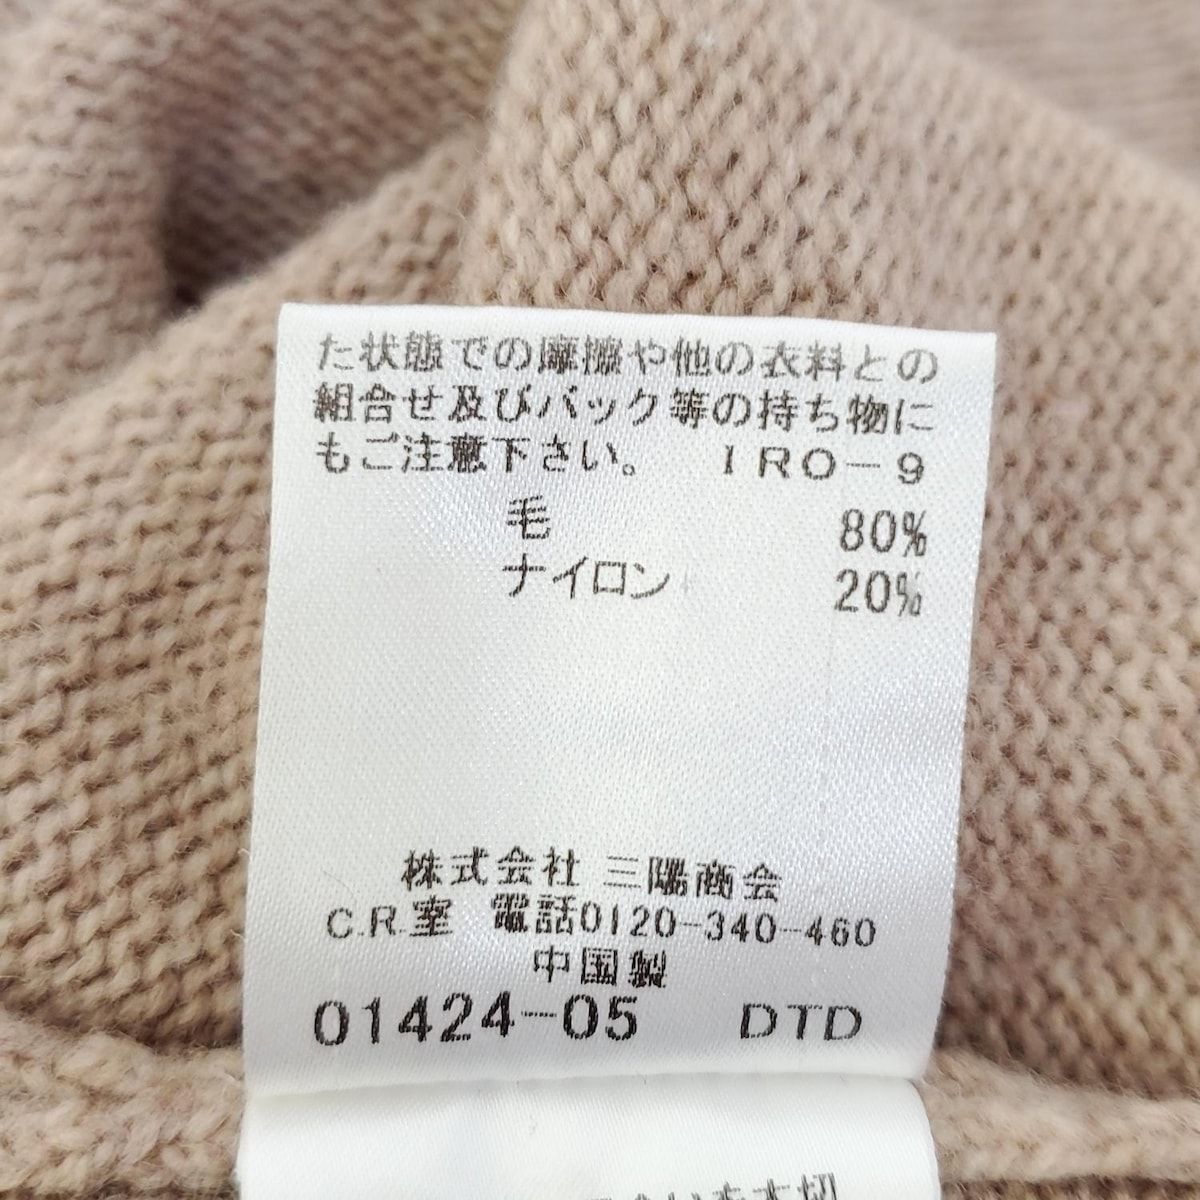 た状態での摩擦や他の衣料との
組合せ及びバック等の持ち物に
もご注意下さい。 IRO-9
毛 80%
ナイロン 20%
株式会社 三陽商会
C.R.室 電話0120-340-460
中国製
01424-05 DTD